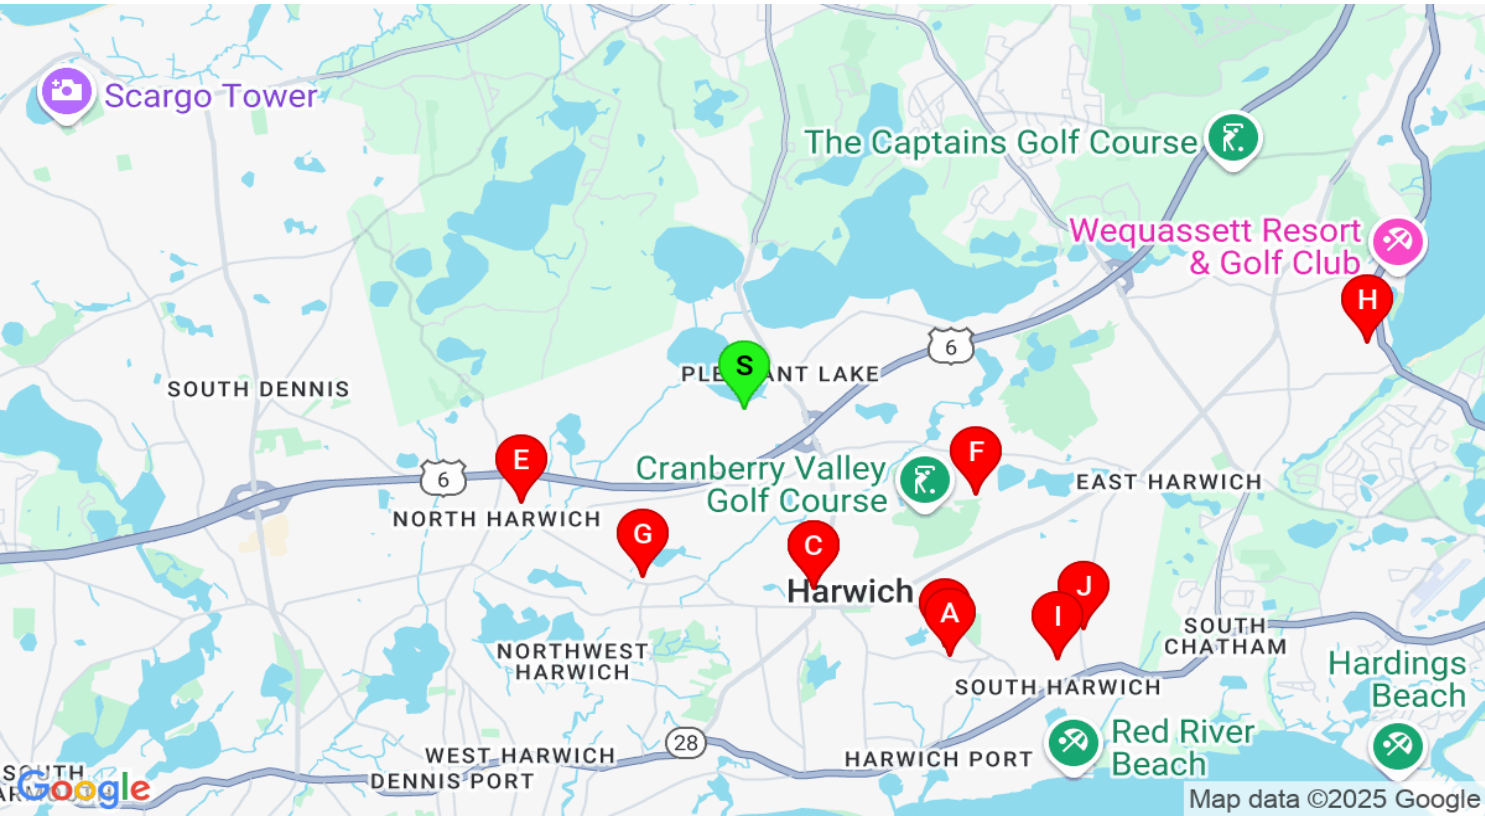 Scargo Tower
The Captains Golf Course
Wequassett Resort
& Golf Club
H
6
S
PLEASANT LAKE
SOUTH DENNIS
E
6
F
Cranberry Valley
Golf Course
EAST HARWICH
NORTH HARWICH
G
C
Harwich
J
A
I
SOUTH
CHATHAM
NORTHWEST
HARWICH
Hardings
Beach
SOUTH HARWICH
28
Red River
Beach
WEST HARWICH
HARWICH PORT
DENNIS PORT
SOUTH
Google
Map data ©2025 Google